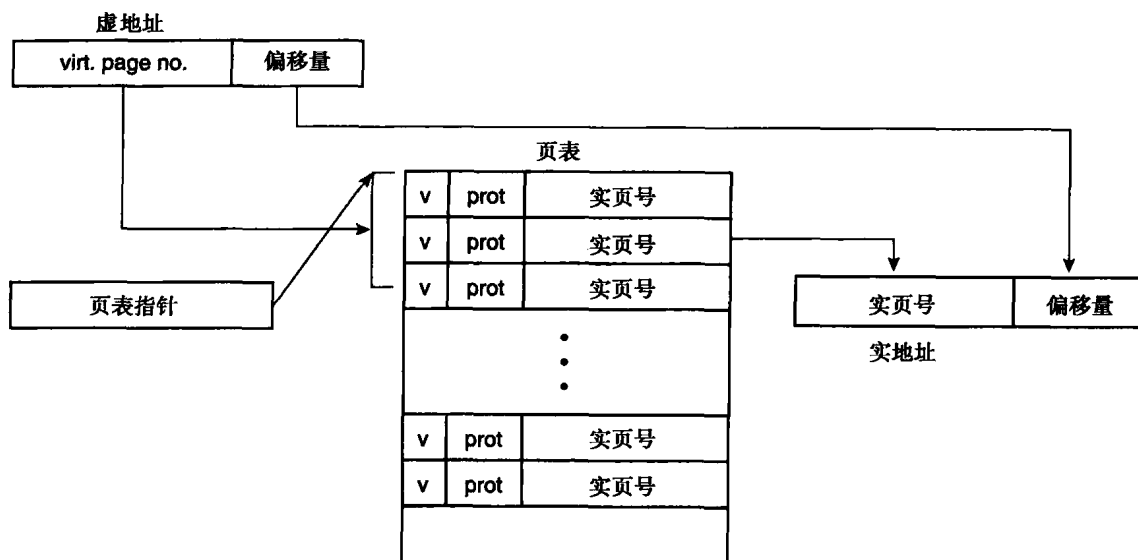 虚地址
virt. page no. 偏移量
页表
v prot 实页号
v prot 实页号
v prot 实页号
页表指针
实页号 偏移量
实地址
v prot 实页号
v prot 实页号